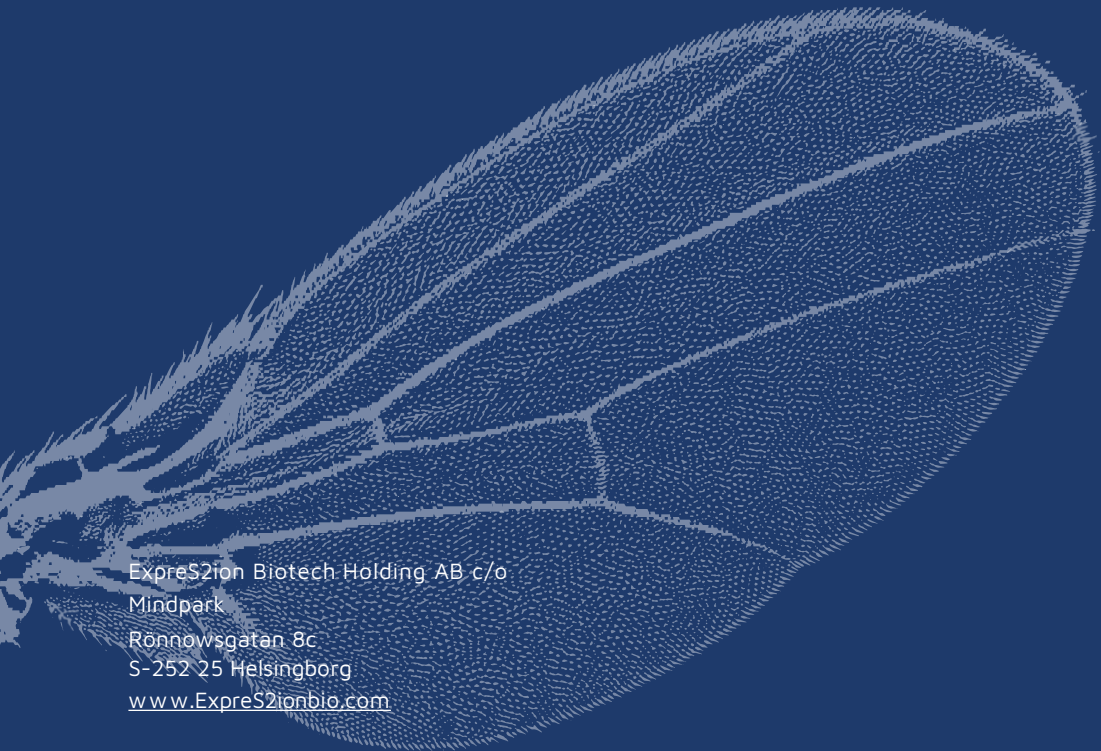 ExpreS2ion Biotech Holding AB c/o
Mindpark
Rönnowsgatan 8c
S-252 25 Helsingborg
www.ExpreS2ionbio.com